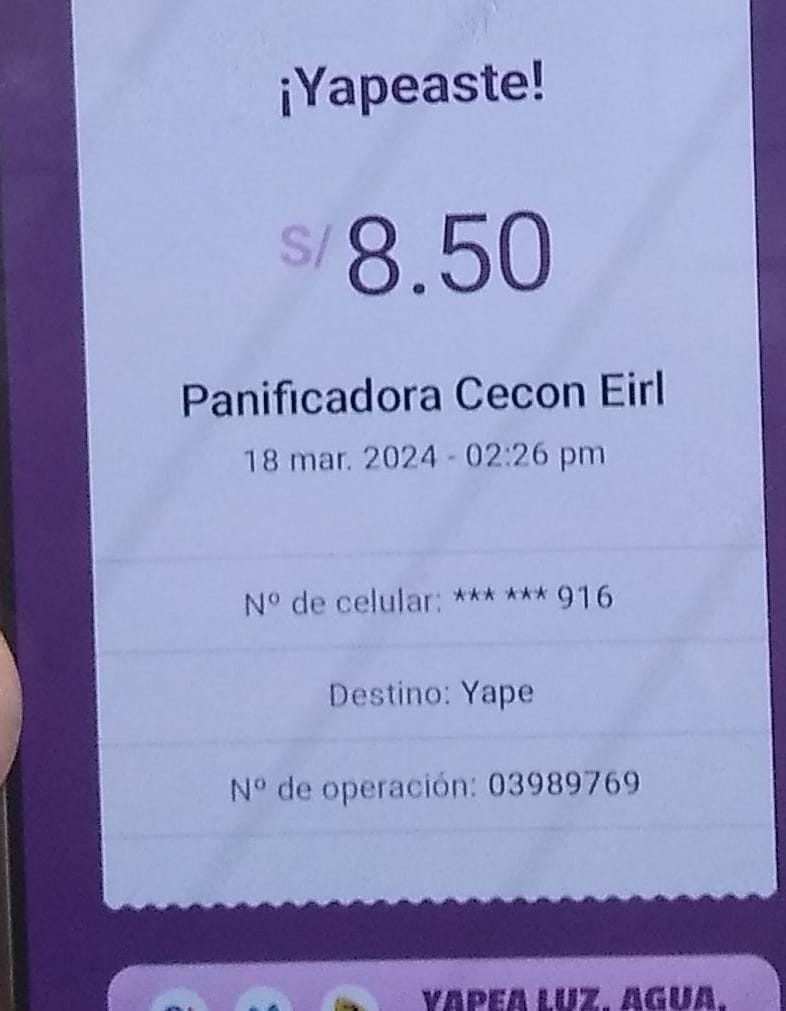 ¡Yapeaste!
S/ 8.50
Panificadora Cecon Eirl
18 mar. 2024 - 02:26 pm
Nº de celular: *** *** 916
Destino: Yape
Nº de operación: 03989769
YAPEA LUZ, AGUA,